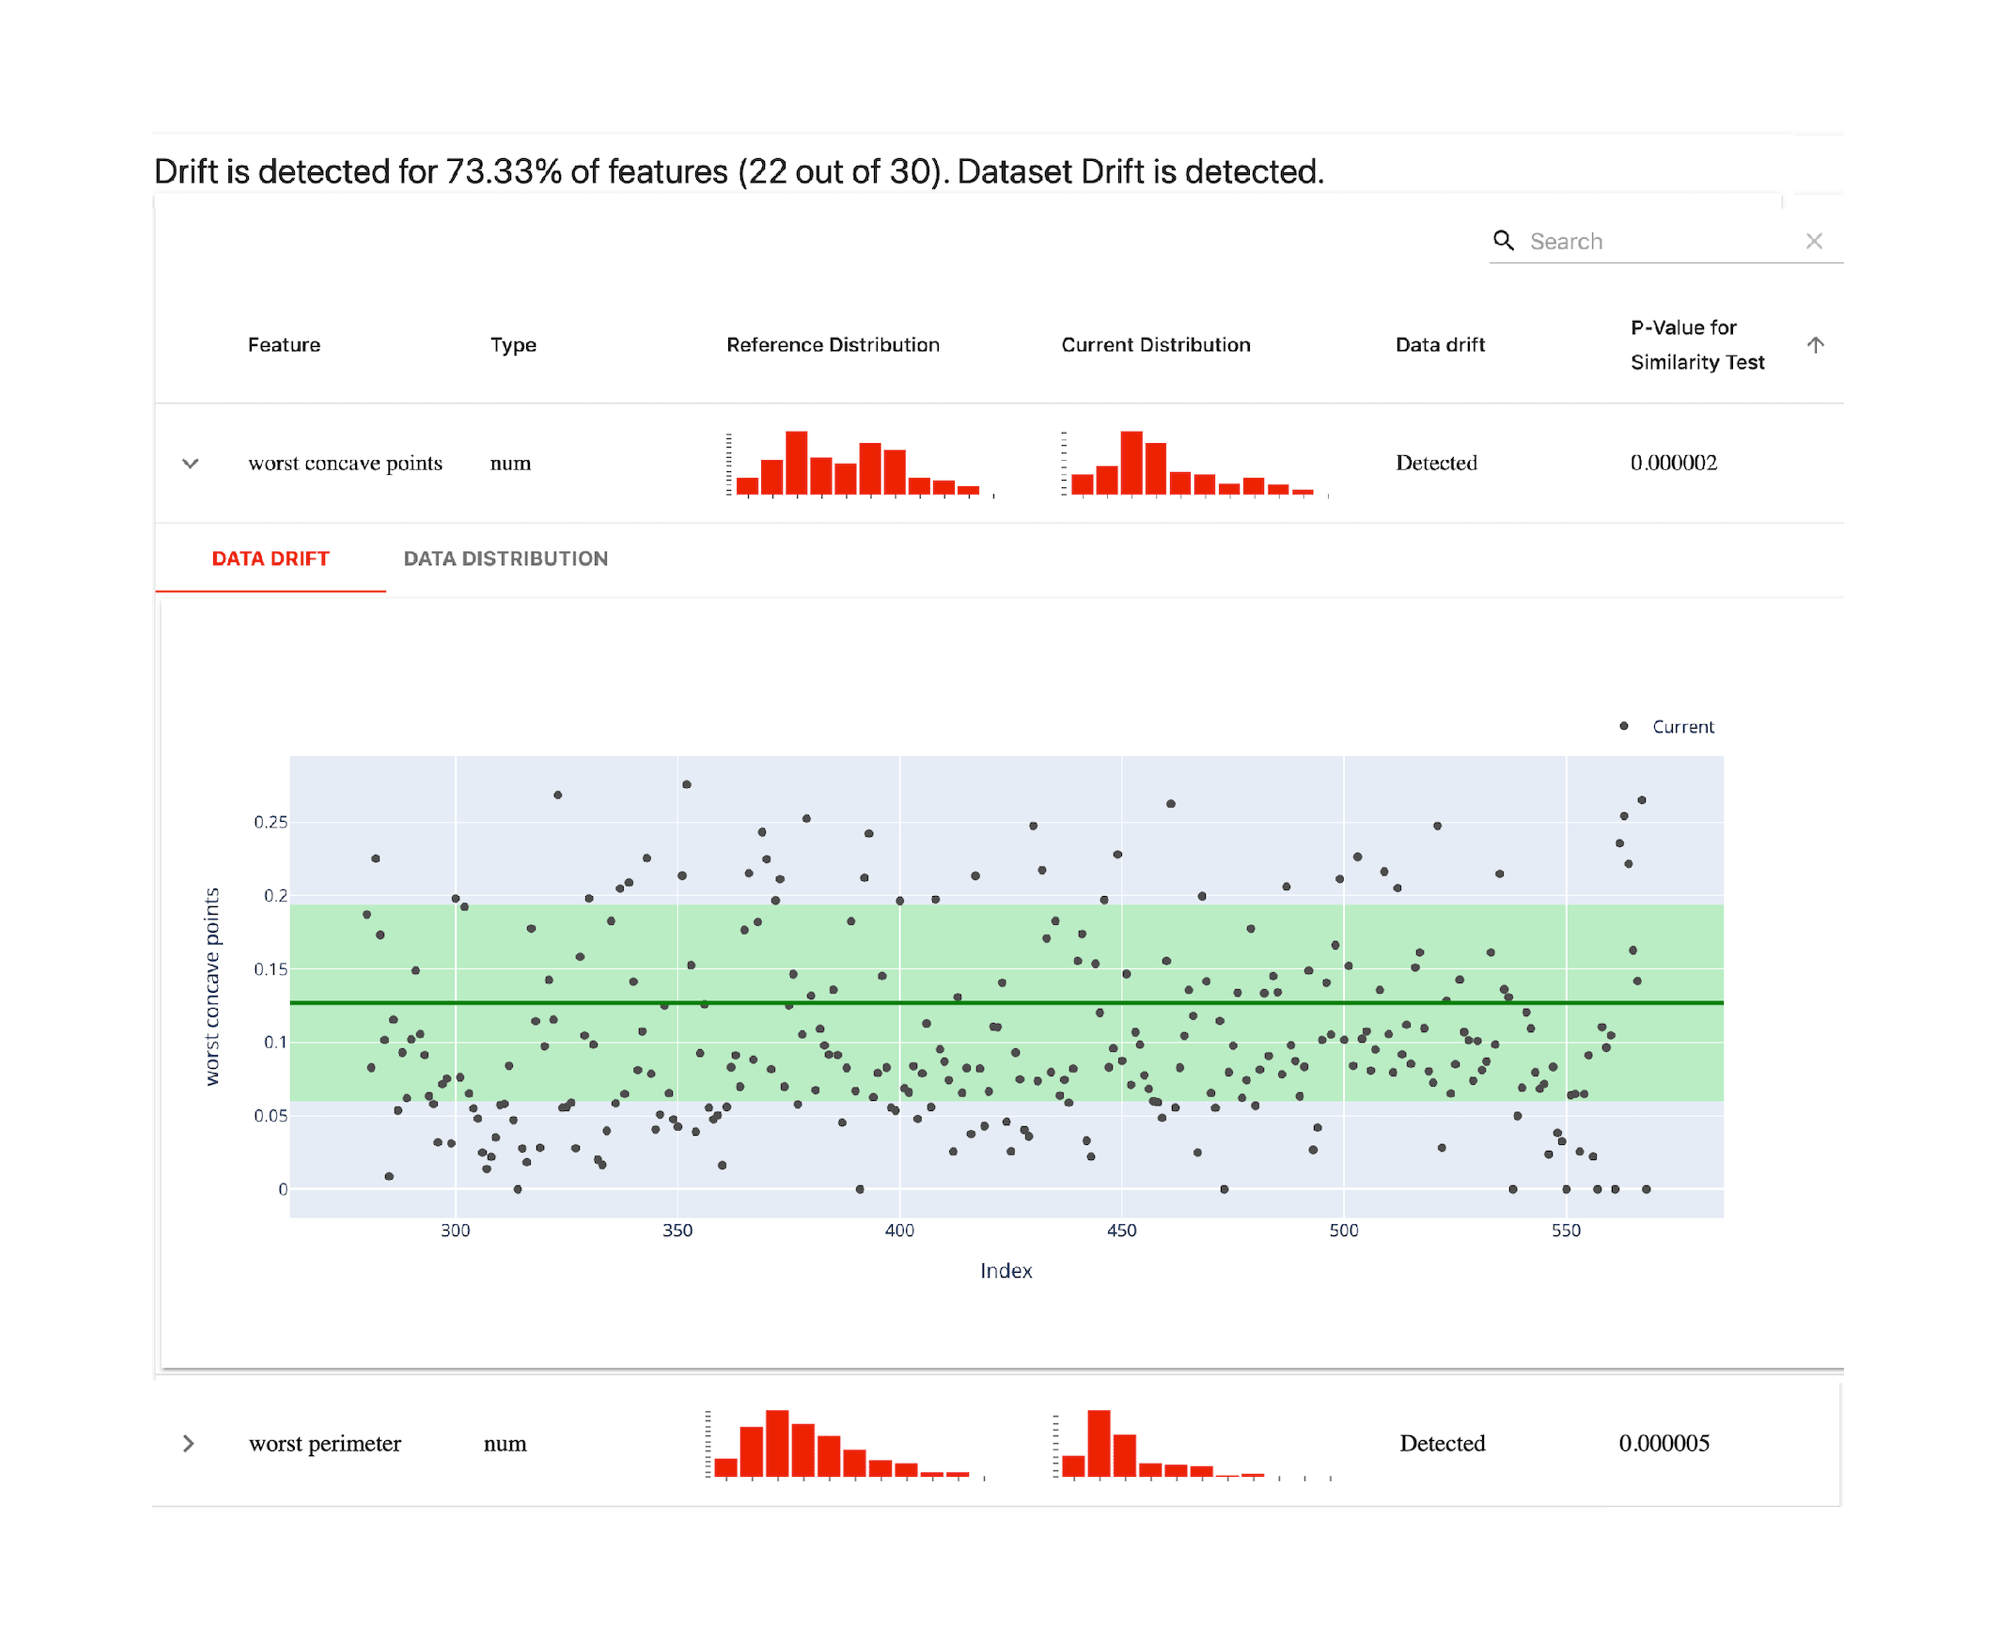 Drift is detected for 73.33% of features (22 out of 30). Dataset Drift is detected.
Search
Feature Type Reference Distribution Current Distribution Data drift P-Value for Similarity Test
worst concave points num Detected 0.000002
DATA DRIFT DATA DISTRIBUTION
Current
worst concave points
0.25
0.2
0.15
0.1
0.05
0
300 350 400 450 500 550
Index
worst perimeter num Detected 0.000005